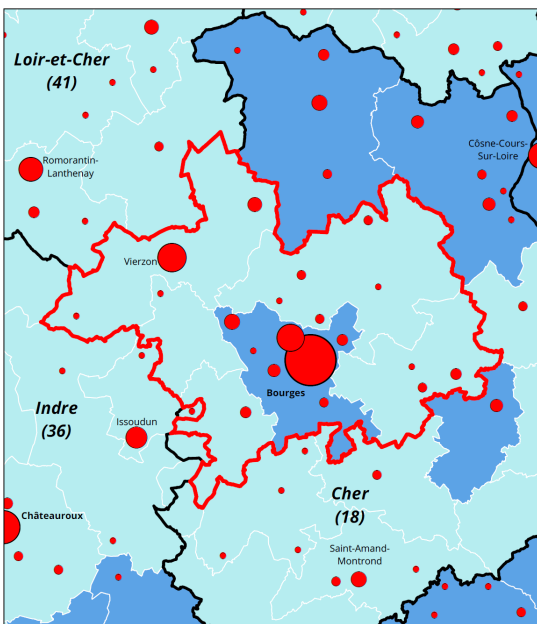 Loir-et-Cher
(41)
Romorantin-
Lanthenay
Côsne-Cours-
Sur-Loire
Vierzon
Bourges
Indre
(36)
Issoudun
Cher
(18)
Châteauroux
Saint-Amand-
Montrond